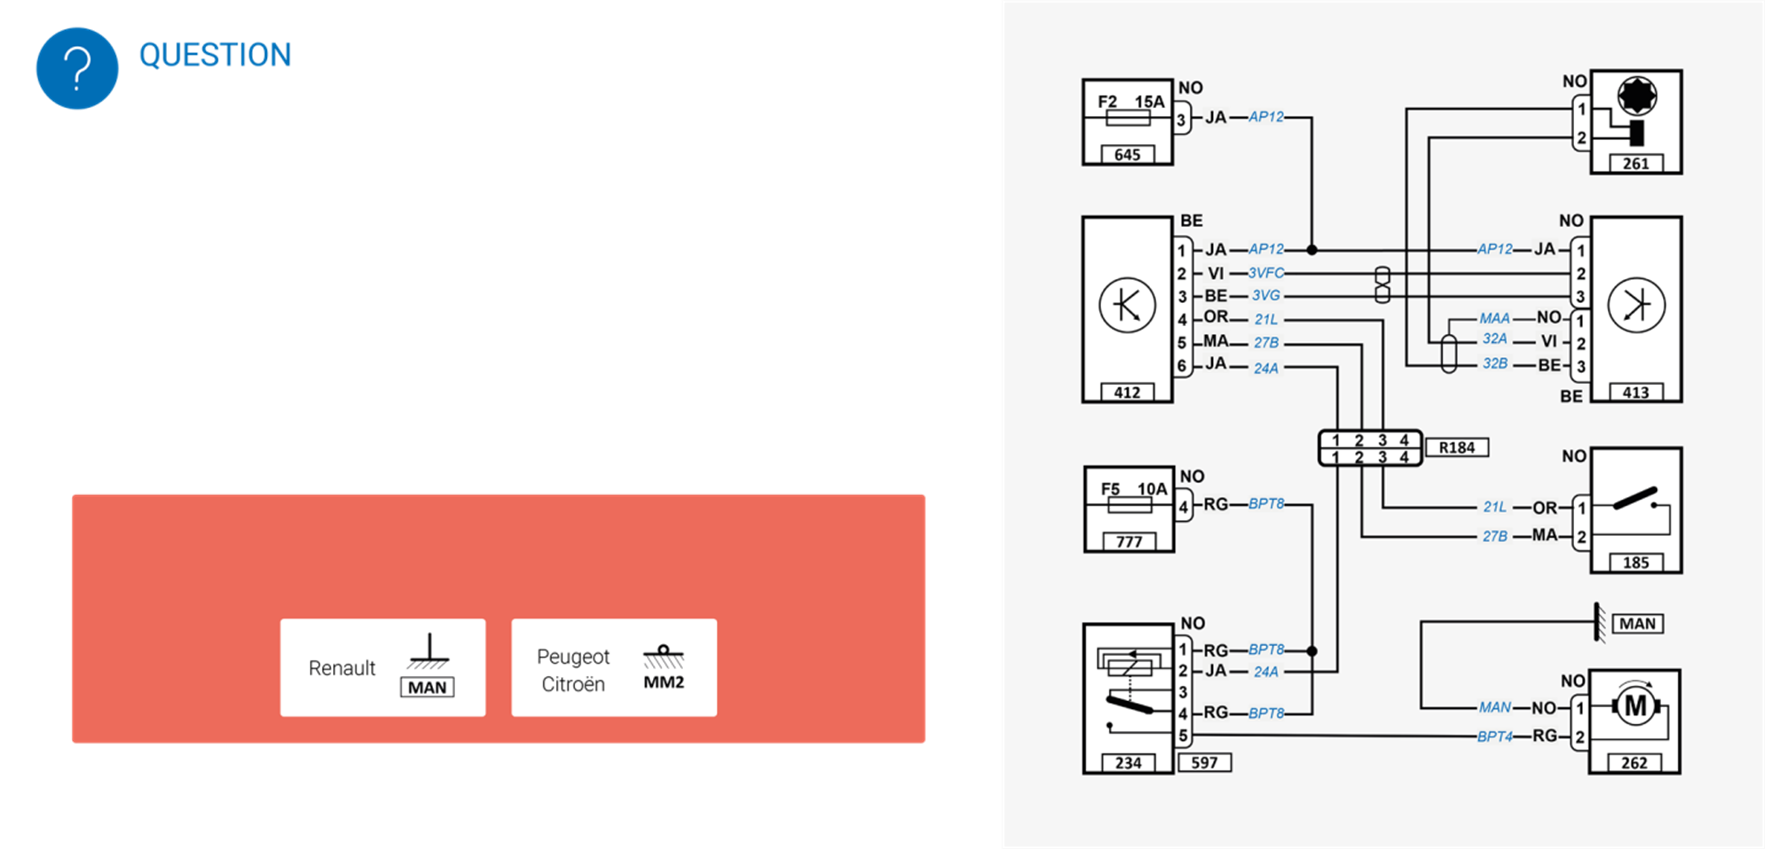 ?
QUESTION
Renault
MAN
Peugeot
Citroën
MM2
F2 15A
645
NO
3 JA AP12
NO
1
2
261
BE
1 JA AP12
2 VI 3VFC
3 BE 3VG
4 OR 21L
5 MA 27B
6 JA 24A
412
NO
AP12 JA 1
2
3
MAA NO 1
32A VI 2
32B BE 3
413
BE
1 2 3 4
1 2 3 4
R184
F5 10A
777
NO
4 RG BPT8
NO
21L OR 1
27B MA 2
185
MAN
NO
1 RG BPT8
2 JA 24A
3
4 RG BPT8
5
234
597
NO
MAN NO 1
BPT4 RG 2
M
262